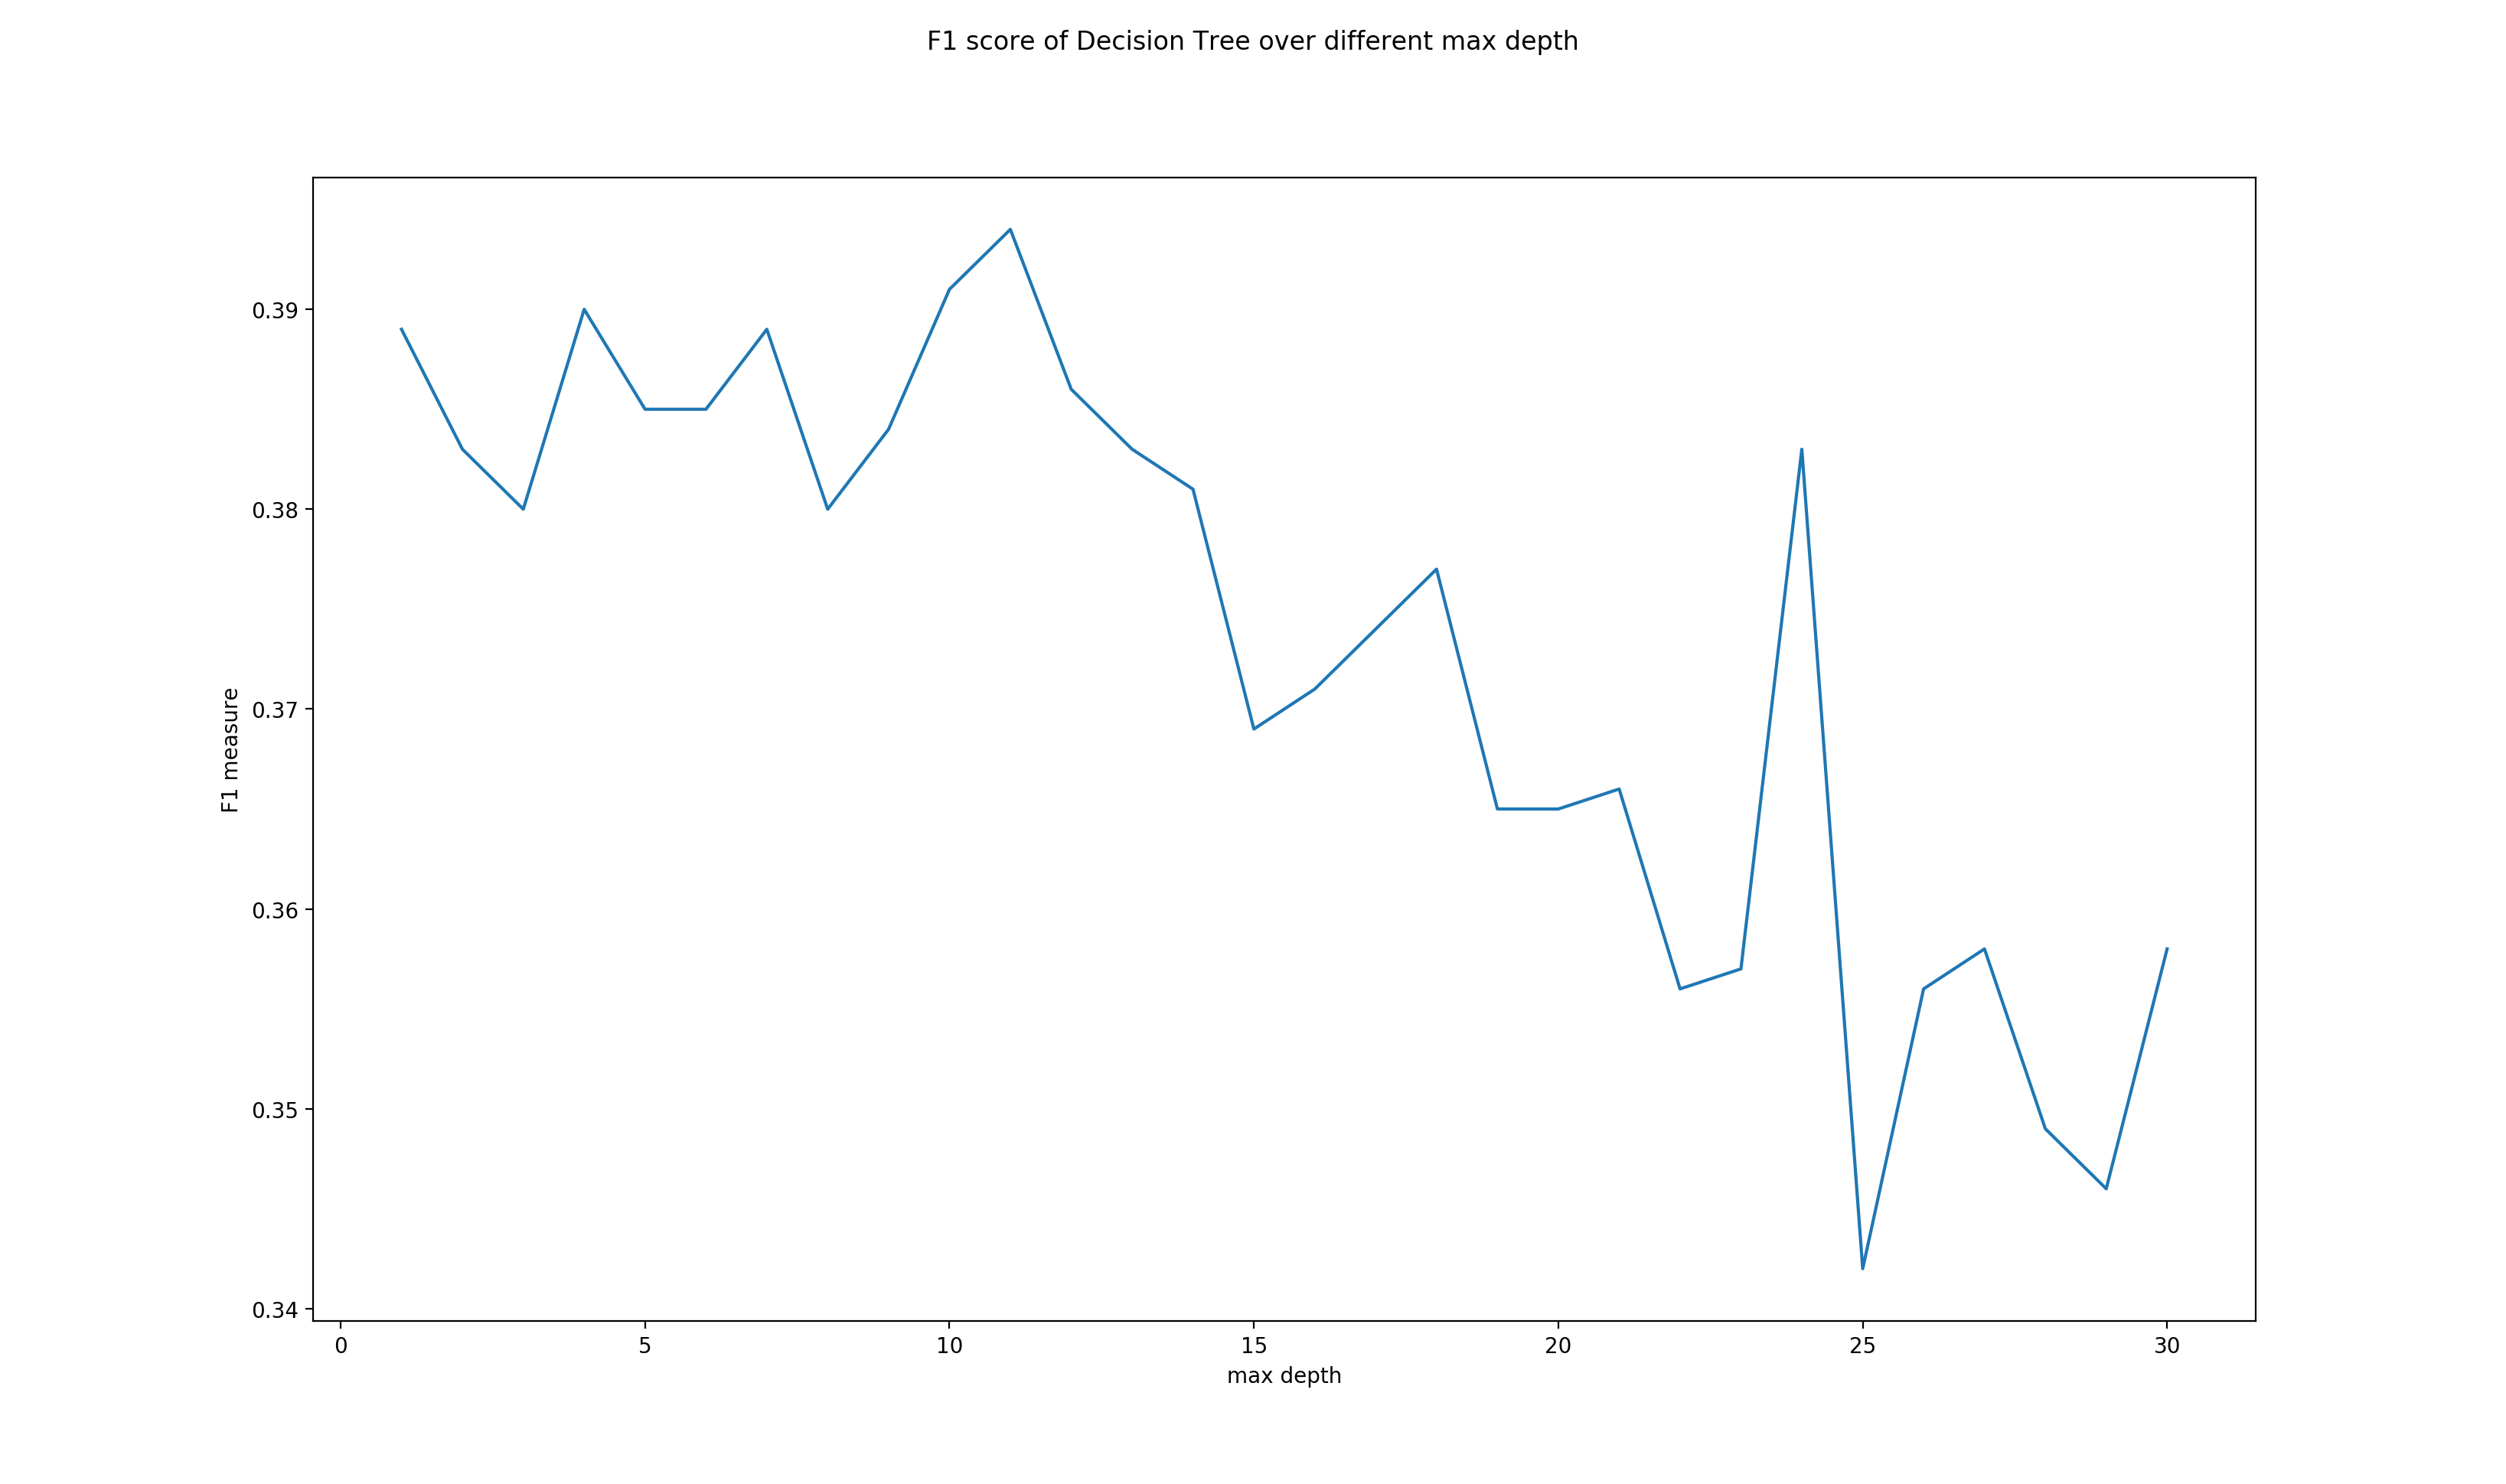 F1 score of Decision Tree over different max depth
0.39
0.38
0.37
0.36
0.35
0.34
F1 measure
0 5 10 15 20 25 30
max depth